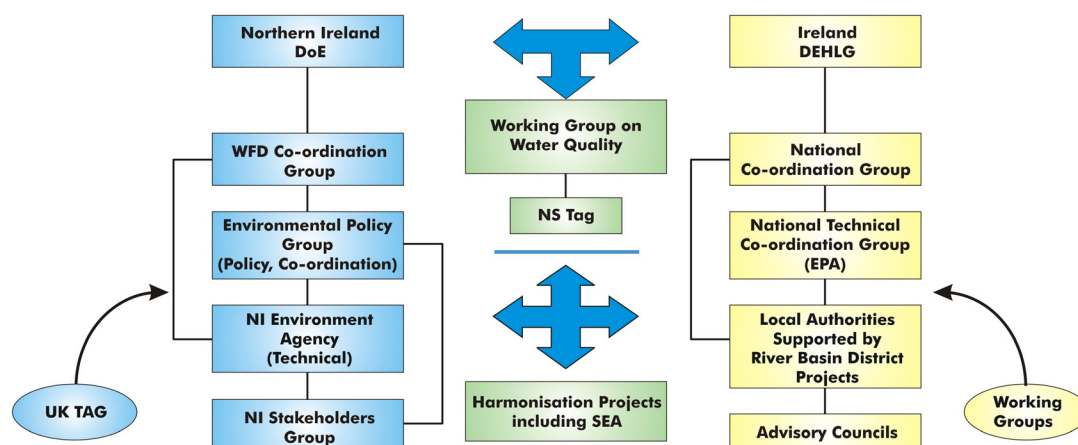 Northern Ireland
DoE
WFD Co-ordination
Group
Environmental Policy
Group
(Policy, Co-ordination)
NI Environment
Agency
(Technical)
NI Stakeholders
Group
UK TAG
Working Group on
Water Quality
NS Tag
Harmonisation Projects
including SEA
Ireland
DEHLG
National
Co-ordination Group
National Technical
Co-ordination Group
(EPA)
Local Authorities
Supported by
River Basin District
Projects
Advisory Councils
Working
Groups